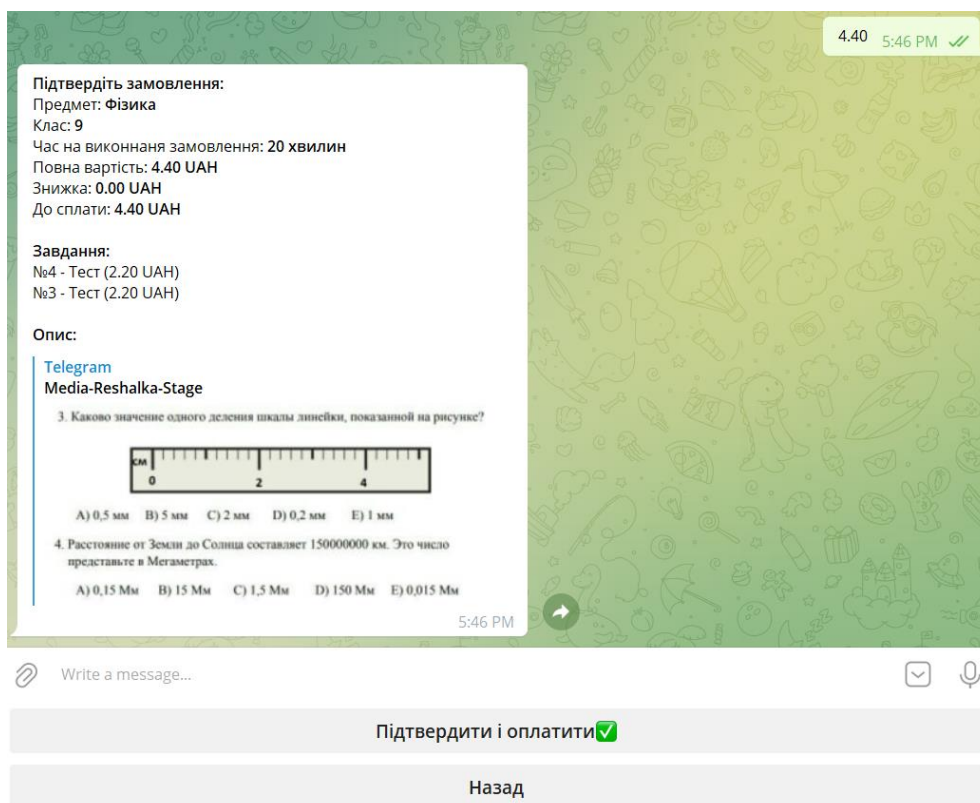 4.40 5:46 PM
Підтвердіть замовлення:
Предмет: Фізика
Клас: 9
Час на виконнаня замовлення: 20 хвилин
Повна вартість: 4.40 UAH
Знижка: 0.00 UAH
До сплати: 4.40 UAH
Завдання:
№4 - Тест (2.20 UAH)
№3 - Тест (2.20 UAH)
Опис:
Telegram
Media-Reshalka-Stage
3. Каково значение одного деления шкалы линейки, показанной на рисунке?
см
0 2 4
A) 0,5 мм B) 5 мм C) 2 мм D) 0,2 мм E) 1 мм
4. Расстояние от Земли до Солнца составляет 150000000 км. Это число
представьте в Мегаметрах.
A) 0,15 Мм B) 15 Мм C) 1,5 Мм D) 150 Мм E) 0,015 Мм
5:46 PM
Write a message...
Підтвердити і оплатити✅
Назад